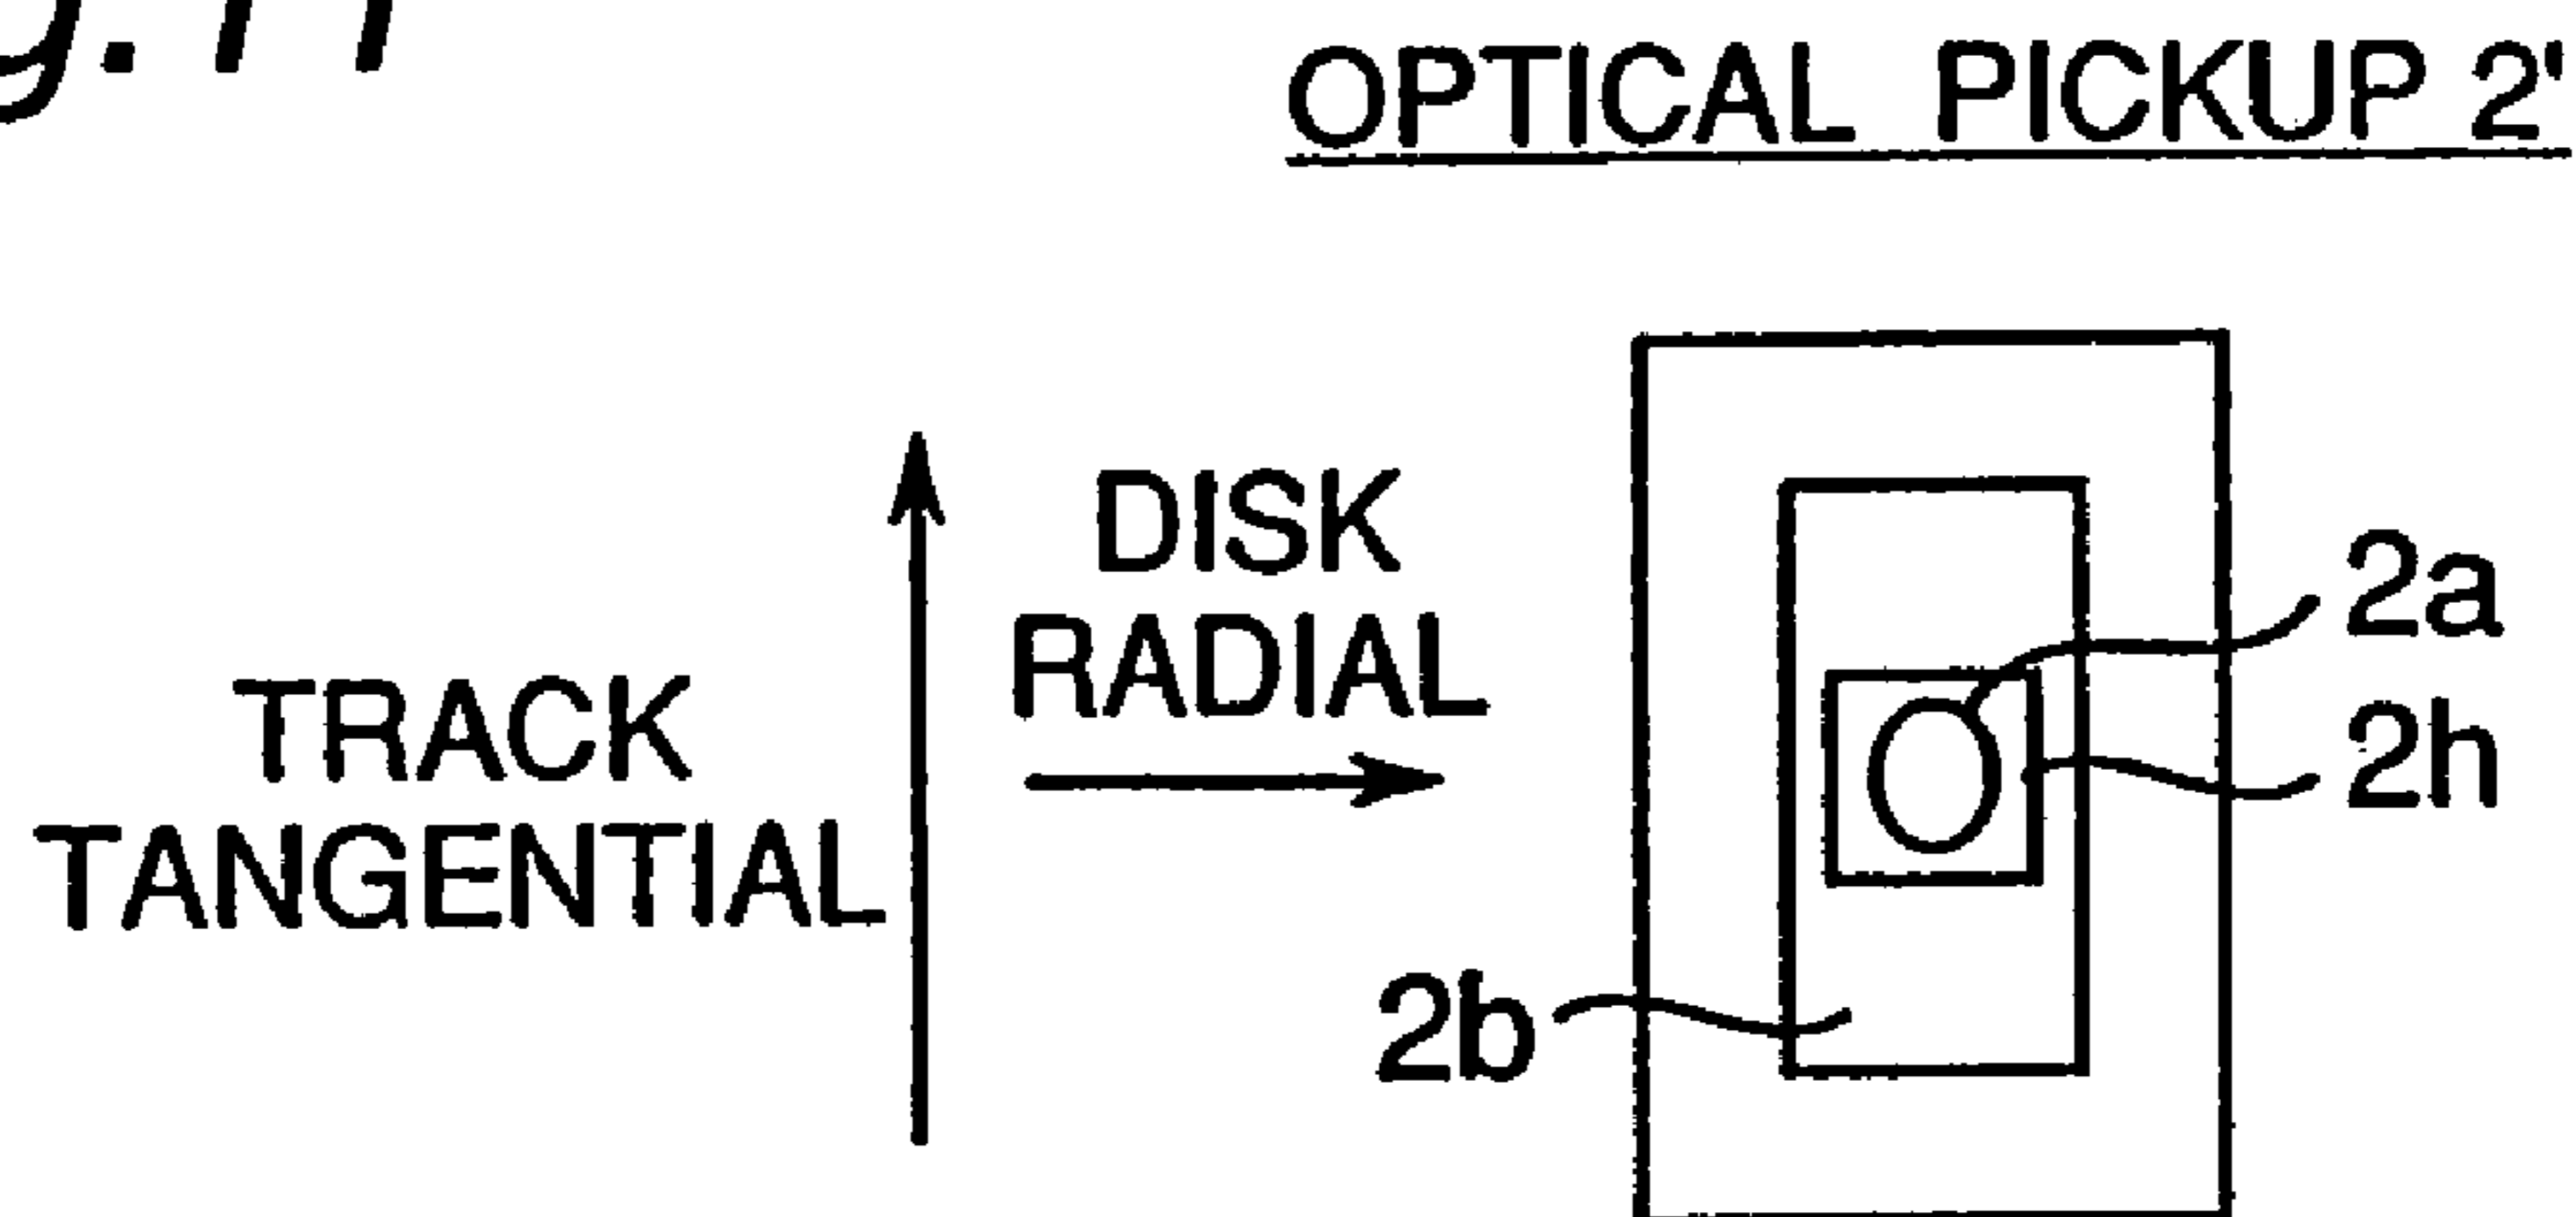 OPTICAL PICKUP 2'
DISK
RADIAL
TRACK
TANGENTIAL
2a
2h
2b